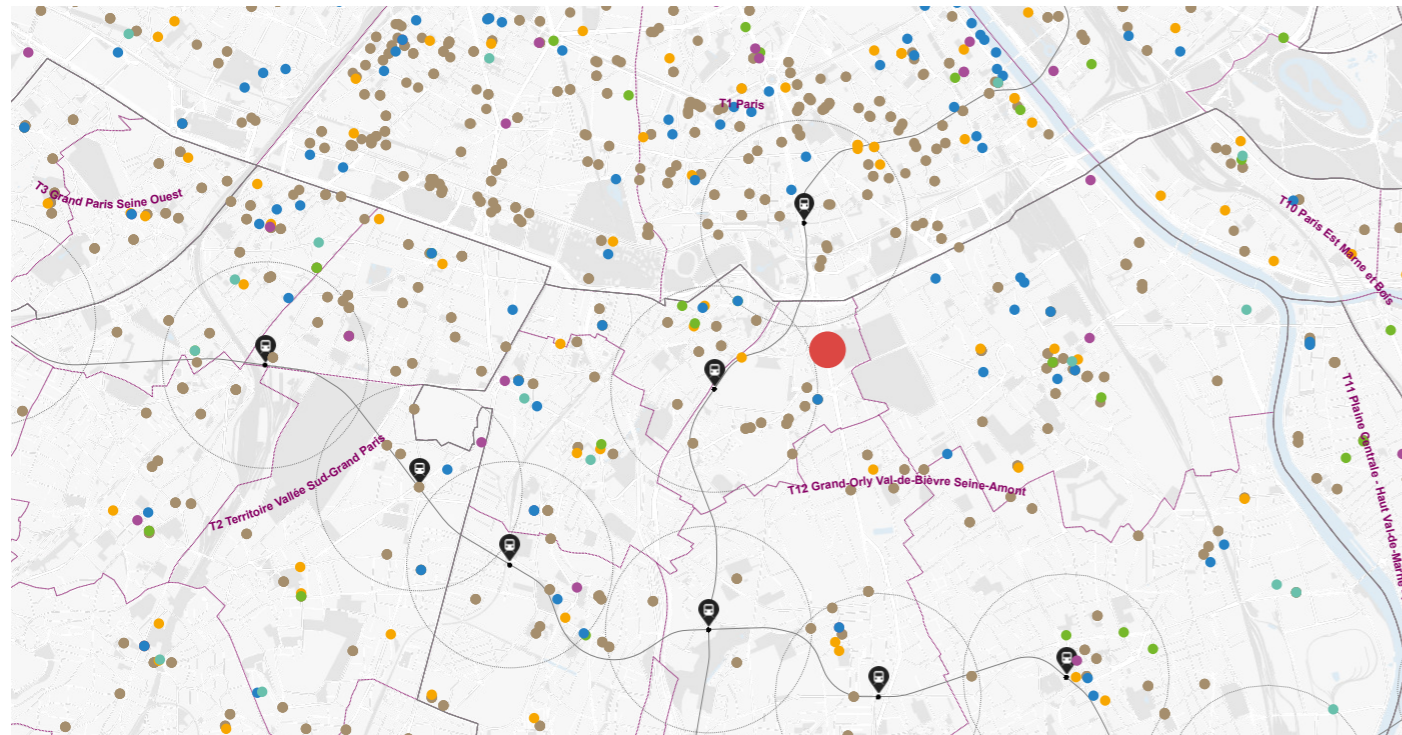 T1 Paris
T3 Grand Paris Seine Ouest
T10 Paris Est Marne et Bois
T11 Plaine Centrale - Haut Val-de-Marne
T2 Territoire Vallée Sud-Grand Paris
T12 Grand-Orly Val-de-Bièvre Seine-Amont